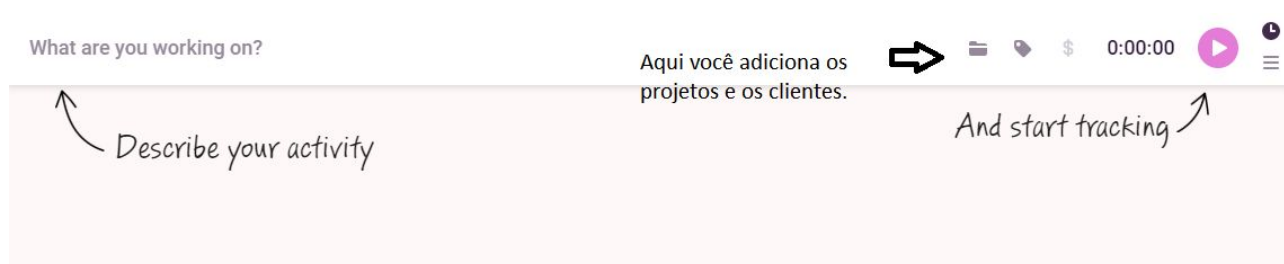 What are you working on?
Aqui você adiciona os
projetos e os clientes.
$ 0:00:00
Describe your activity
And start tracking